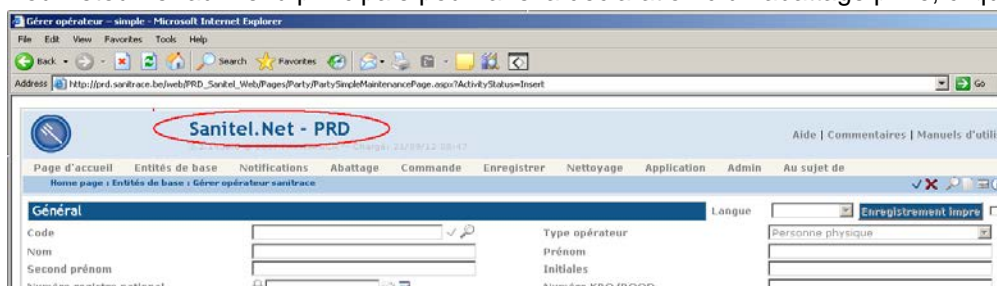 Gérer opérateur – simple - Microsoft Internet Explorer
File Edit View Favorites Tools Help
Back Search Favorites
Address http://prd.sanitrace.be/web/PRD_Sanitel_Web/Pages/Party/PartySimpleMaintenancePage.aspx?ActivityStatus=Insert Go
Sanitel.Net - PRD
Aide | Commentaires | Manuels d'utili
Page d'accueil Entités de base Notifications Abattage Commande Enregistrer Nettoyage Application Admin Au sujet de
Home page : Entités de base : Gérer opérateur sanitrace
Général Langue Enregistrement impre
Code Type opérateur Personne physique
Nom Prénom
Second prénom Initiales